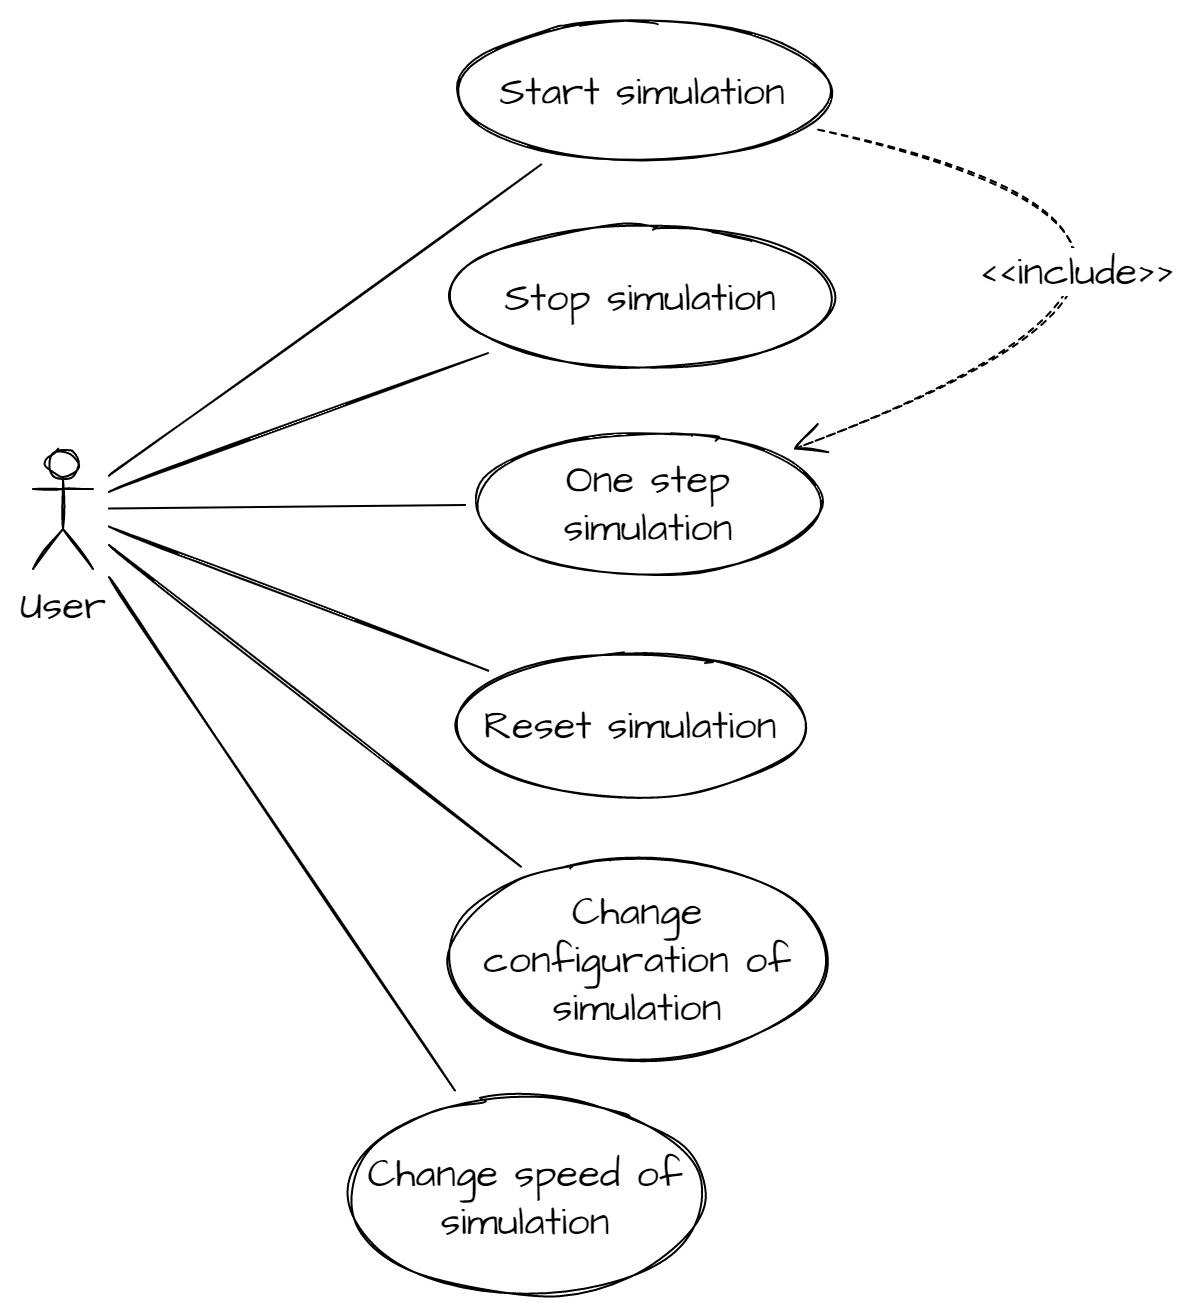 Start simulation
<<include>>
Stop simulation
One step
simulation
User
Reset simulation
Change
configuration of
simulation
Change speed of
simulation